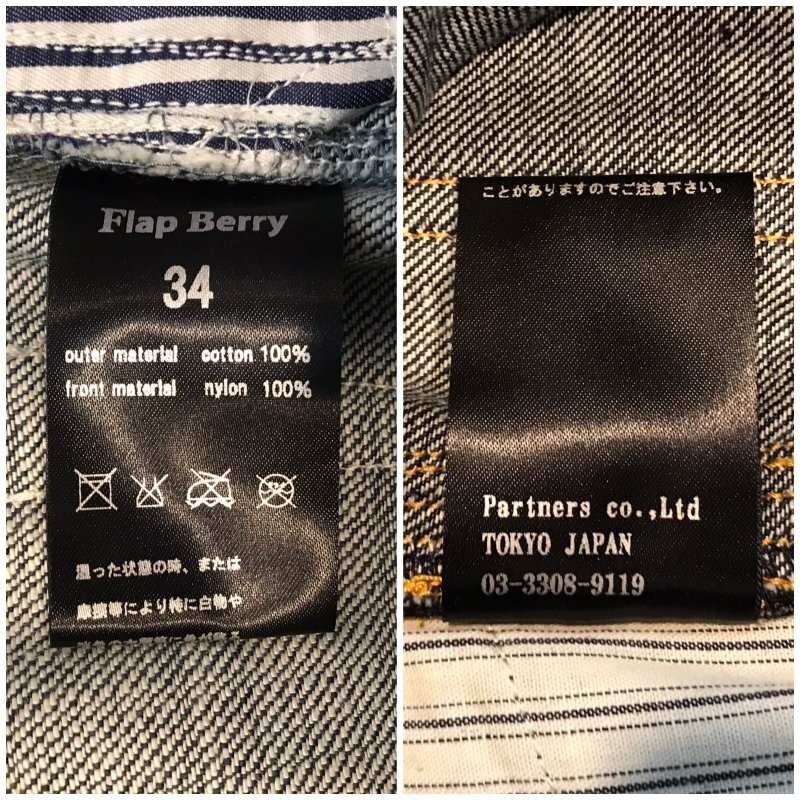 Flap Berry
34
outer material cotton 100%
front material nylon 100%
湿った状態の時、または
摩擦等により特に白物や
ことがありますのでご注意下さい。
Partners co.,Ltd
TOKYO JAPAN
03-3308-9119